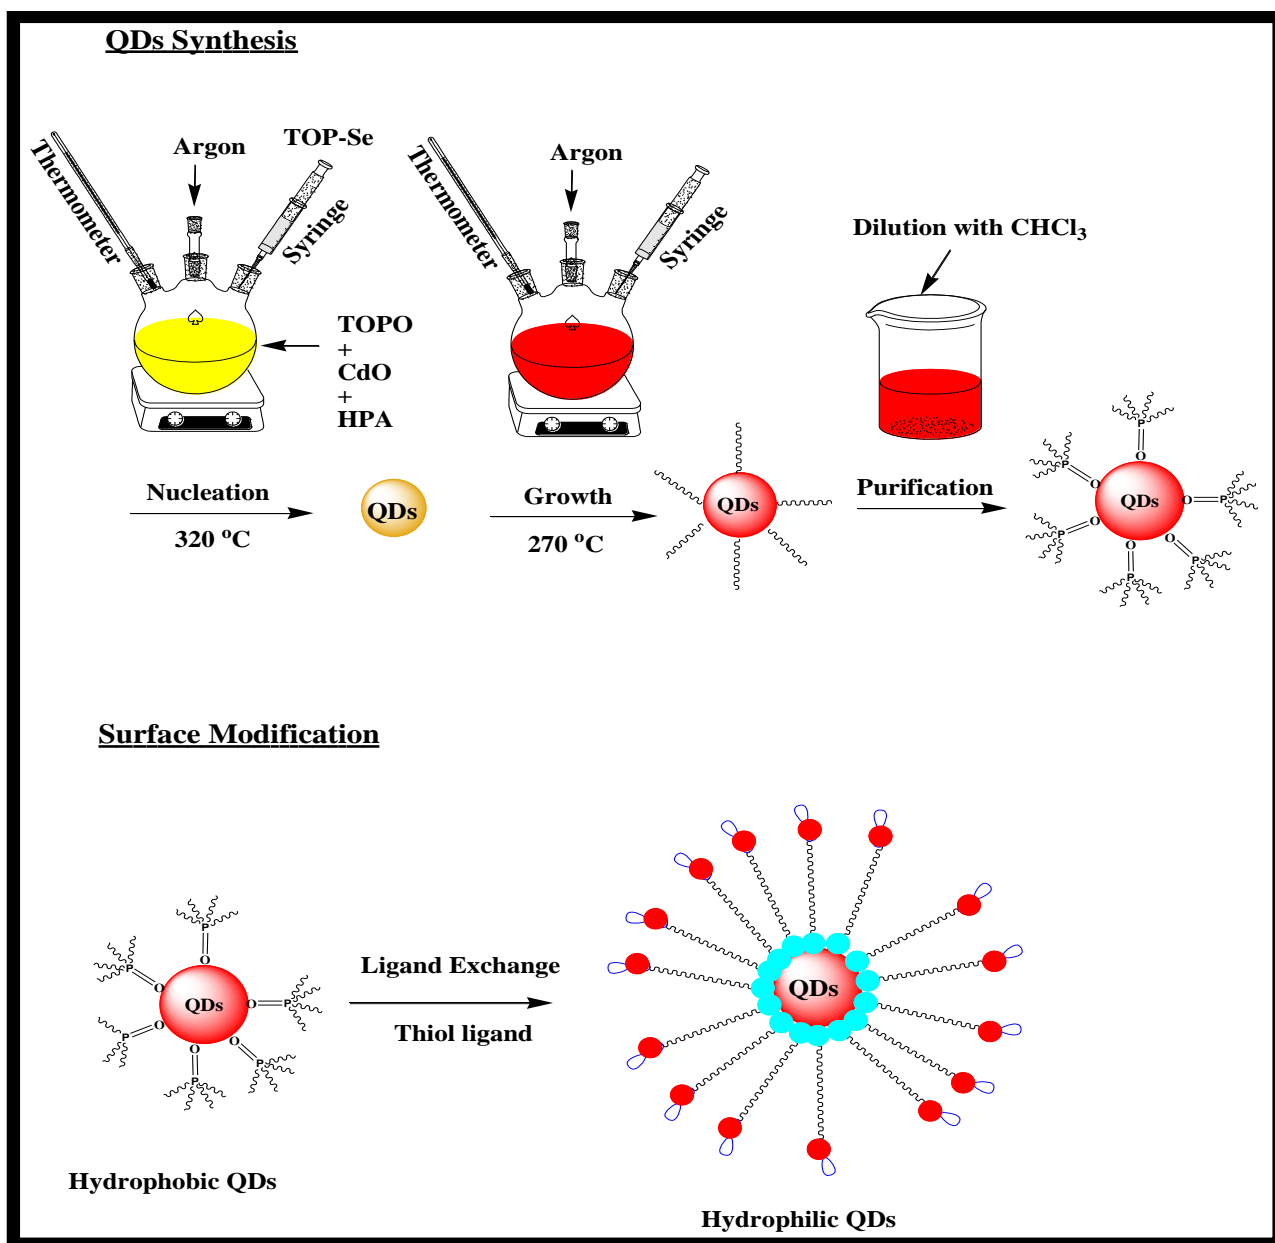 QDs Synthesis
Thermometer
Argon
TOP-Se
Syringe
TOPO
+
CdO
+
HPA
Thermometer
Argon
Syringe
Dilution with CHCl₃
Nucleation
320 °C
QDs
Growth
270 °C
QDs
Purification
P
O
P
O
QDs
O
P
O
P
O
P
O
P
Surface Modification
P
O
P
O
QDs
O
P
O
P
O
P
O
P
Ligand Exchange
Thiol ligand
QDs
Hydrophobic QDs
Hydrophilic QDs